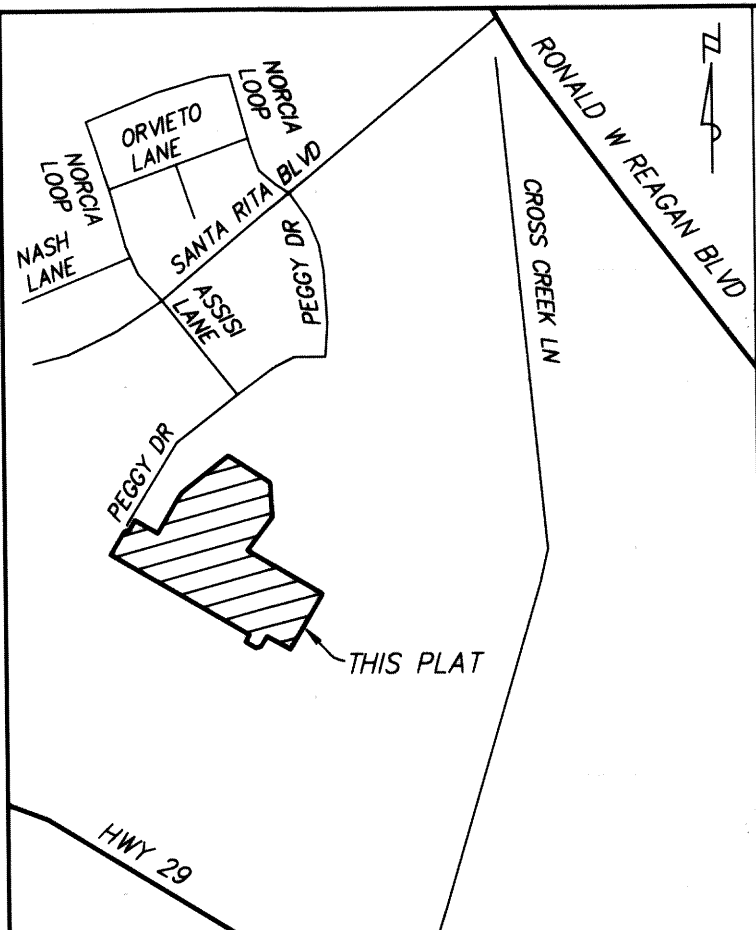 NORCIA
LOOP
RONALD W REAGAN BLVD
N
ORVIETO
LANE
NORCIA
LOOP
SANTA RITA BLVD
CROSS CREEK LN
NASH
LANE
PEGGY DR
ASSISI
LANE
PEGGY DR
THIS PLAT
HWY 29